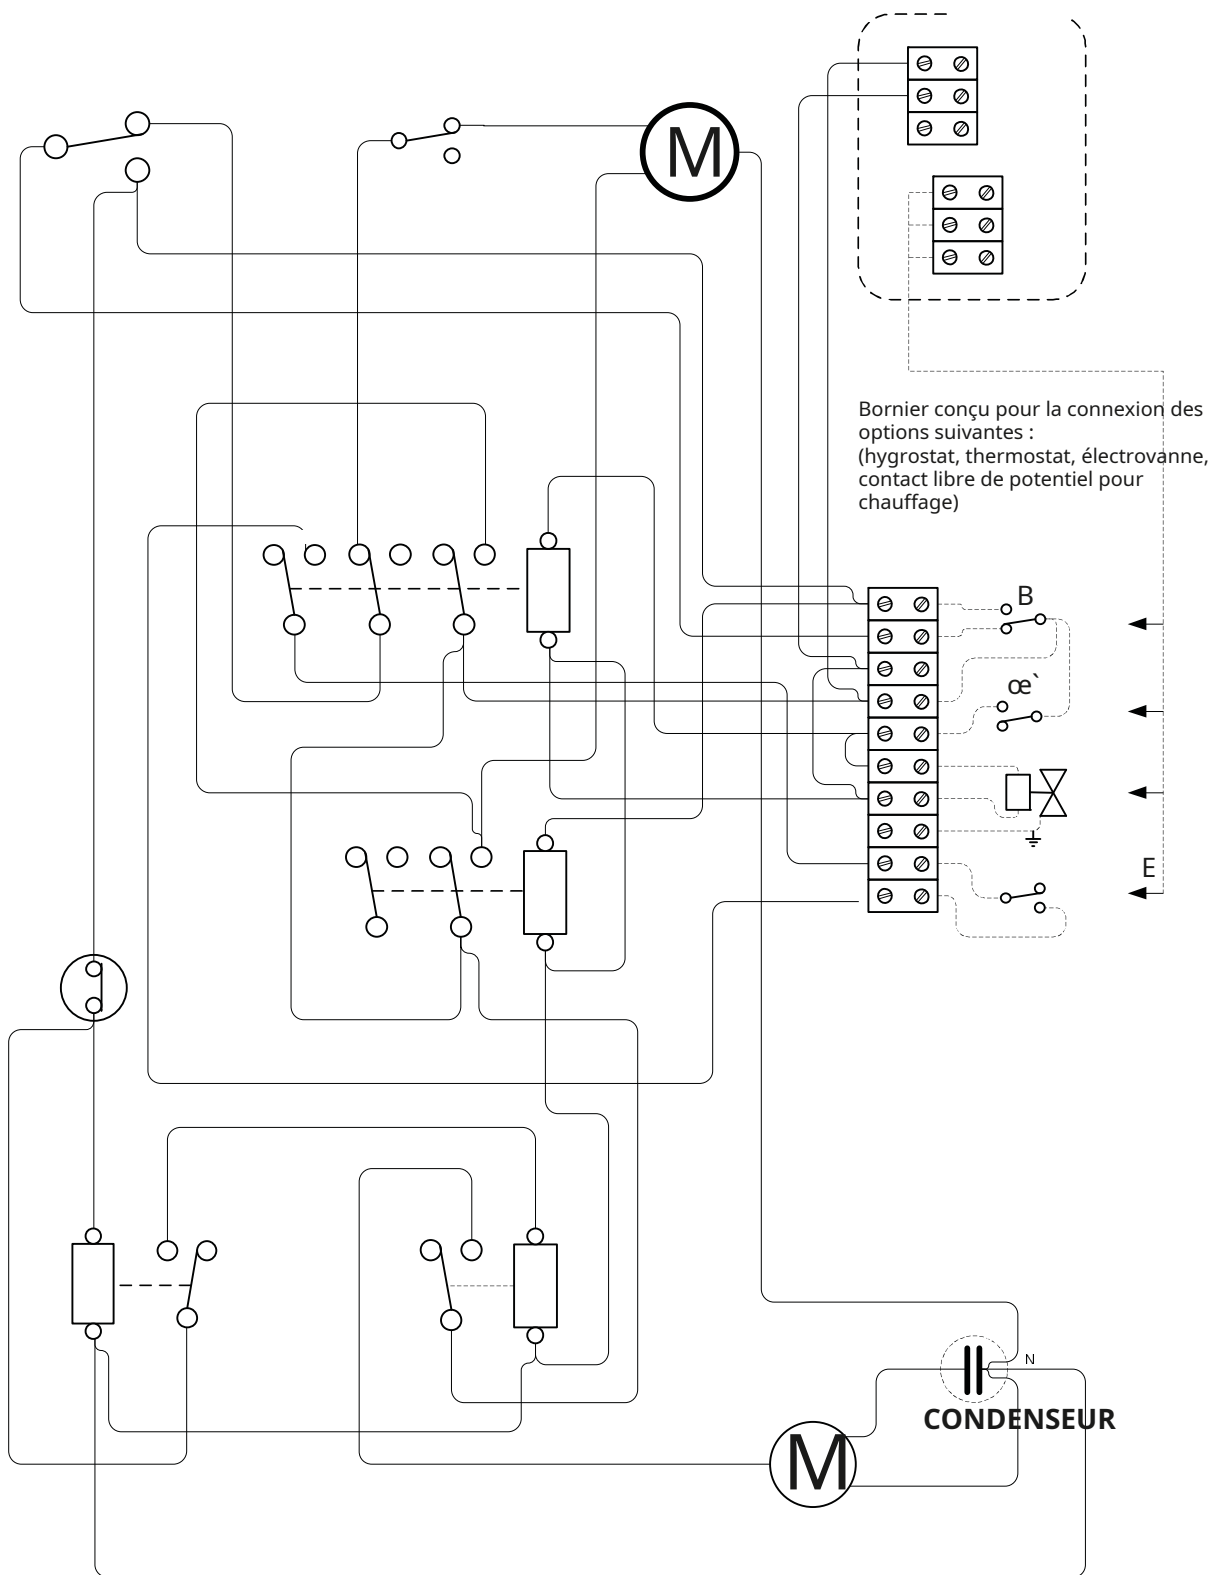 M
Bornier conçu pour la connexion des
options suivantes :
(hygrostat, thermostat, électrovanne,
contact libre de potentiel pour
chauffage)
B
œ`
E
N
CONDENSEUR
M